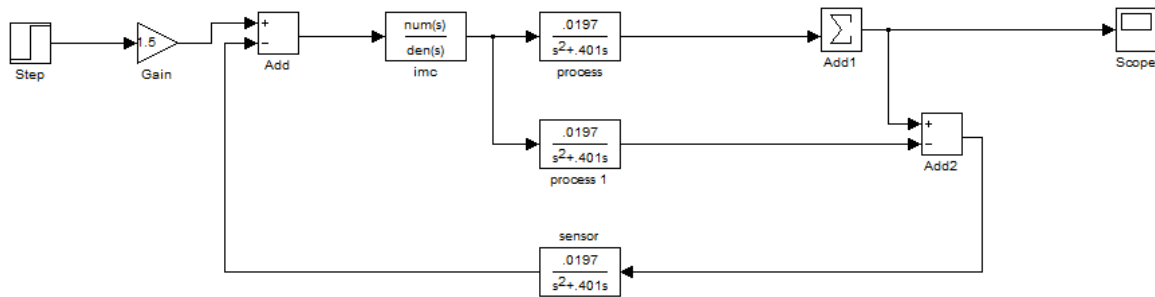 Step
1.5
Gain
+
−
Add
num(s)
den(s)
imc
.0197
s2+.401s
process
Σ
Add1
Scope
.0197
s2+.401s
process 1
+
−
Add2
sensor
.0197
s2+.401s